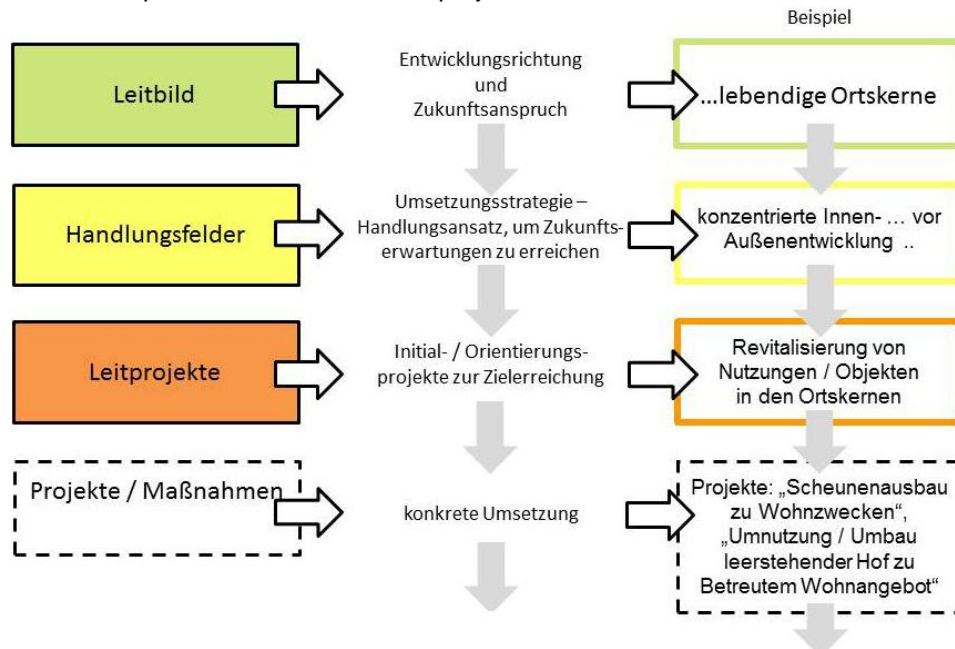 Beispiel
Leitbild
Entwicklungsrichtung
und
Zukunftsanspruch
...lebendige Ortskerne
Handlungsfelder
Umsetzungsstrategie –
Handlungsansatz, um Zukunfts-
erwartungen zu erreichen
konzentrierte Innen- ... vor
Außenentwicklung ..
Leitprojekte
Initial- / Orientierungs-
projekte zur Zielerreichung
Revitalisierung von
Nutzungen / Objekten
in den Ortskernen
Projekte / Maßnahmen
konkrete Umsetzung
Projekte: „Scheunenausbau
zu Wohnzwecken“,
„Umnutzung / Umbau
leerstehender Hof zu
Betreutem Wohnangebot“